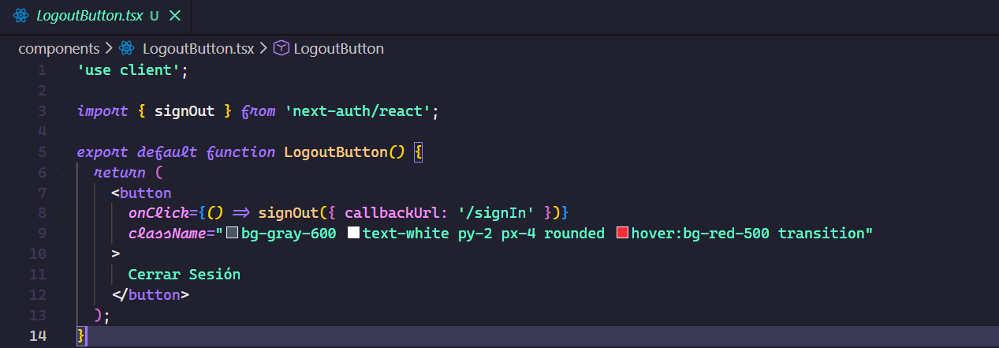 LogoutButton.tsx U
components > LogoutButton.tsx > LogoutButton
1 'use client';
2
3 import { signOut } from 'next-auth/react';
4
5 export default function LogoutButton() {
6 return (
7 <button
8 onClick={() => signOut({ callbackUrl: '/signIn' })}
9 className="bg-gray-600 text-white py-2 px-4 rounded hover:bg-red-500 transition"
10 >
11 Cerrar Sesión
12 </button>
13 );
14 }